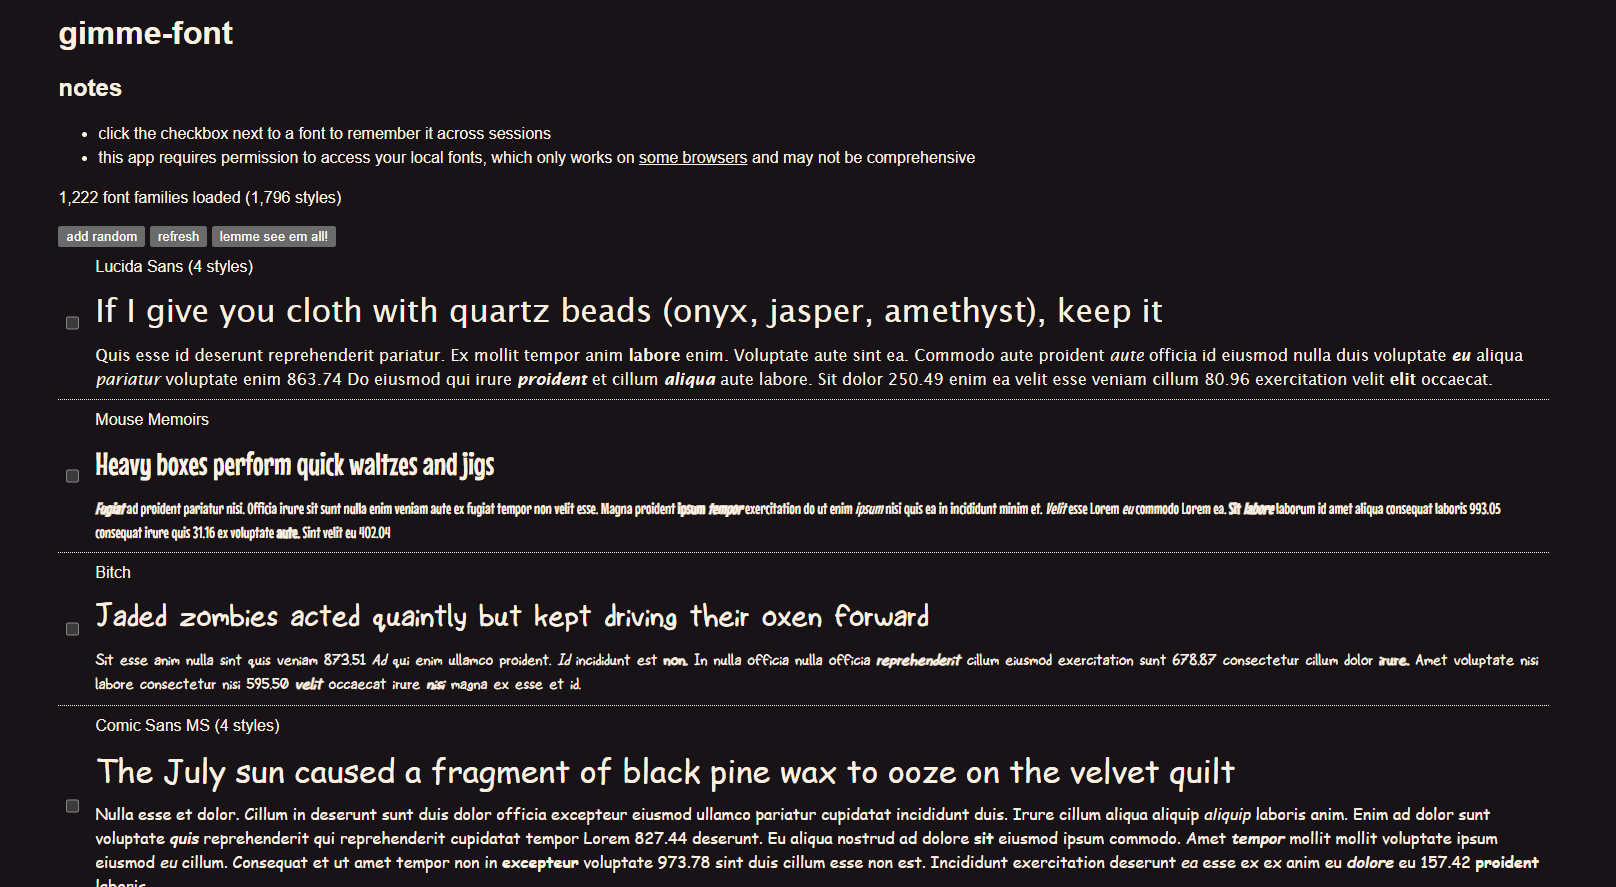 gimme-font
notes
click the checkbox next to a font to remember it across sessions
this app requires permission to access your local fonts, which only works on some browsers and may not be comprehensive
1,222 font families loaded (1,796 styles)
add random refresh lemme see em all!
Lucida Sans (4 styles)
If I give you cloth with quartz beads (onyx, jasper, amethyst), keep it
Quis esse id deserunt reprehenderit pariatur. Ex mollit tempor anim labore enim. Voluptate aute sint ea. Commodo aute proident aute officia id eiusmod nulla duis voluptate eu aliqua
pariatur voluptate enim 863.74 Do eiusmod qui irure proident et cillum aliqua aute labore. Sit dolor 250.49 enim ea velit esse veniam cillum 80.96 exercitation velit elit occaecat.
Mouse Memoirs
Heavy boxes perform quick waltzes and jigs
Fugiat ad proident pariatur nisi. Officia irure sit sunt nulla enim veniam aute ex fugiat tempor non velit esse. Magna proident ipsum tempor exercitation do ut enim ipsum nisi quis ea in incididunt minim et. Velit esse Lorem eu commodo Lorem ea. Sit labore laborum id amet aliqua consequat laboris 993.05
consequat irure quis 31.16 ex voluptate aute. Sint velit eu 402.04
Bitch
Jaded zombies acted quaintly but kept driving their oxen forward
Sit esse anim nulla sint quis veniam 873.51 Ad qui enim ullamco proident. Id incididunt est non. In nulla officia nulla officia reprehenderit cillum eiusmod exercitation sunt 678.87 consectetur cillum dolor irure. Amet voluptate nisi
labore consectetur nisi 595.50 velit occaecat irure nisi magna ex esse et id.
Comic Sans MS (4 styles)
The July sun caused a fragment of black pine wax to ooze on the velvet quilt
Nulla esse et dolor. Cillum in deserunt sunt duis dolor officia excepteur eiusmod ullamco pariatur cupidatat incididunt duis. Irure cillum aliqua aliquip aliquip laboris anim. Enim ad dolor sunt
voluptate quis reprehenderit qui reprehenderit cupidatat tempor Lorem 827.44 deserunt. Eu aliqua nostrud ad dolore sit eiusmod ipsum commodo. Amet tempor mollit mollit voluptate ipsum
eiusmod eu cillum. Consequat et ut amet tempor non in excepteur voluptate 973.78 sint duis cillum esse non est. Incididunt exercitation deserunt ea esse ex ex anim eu dolore eu 157.42 proident
laboris